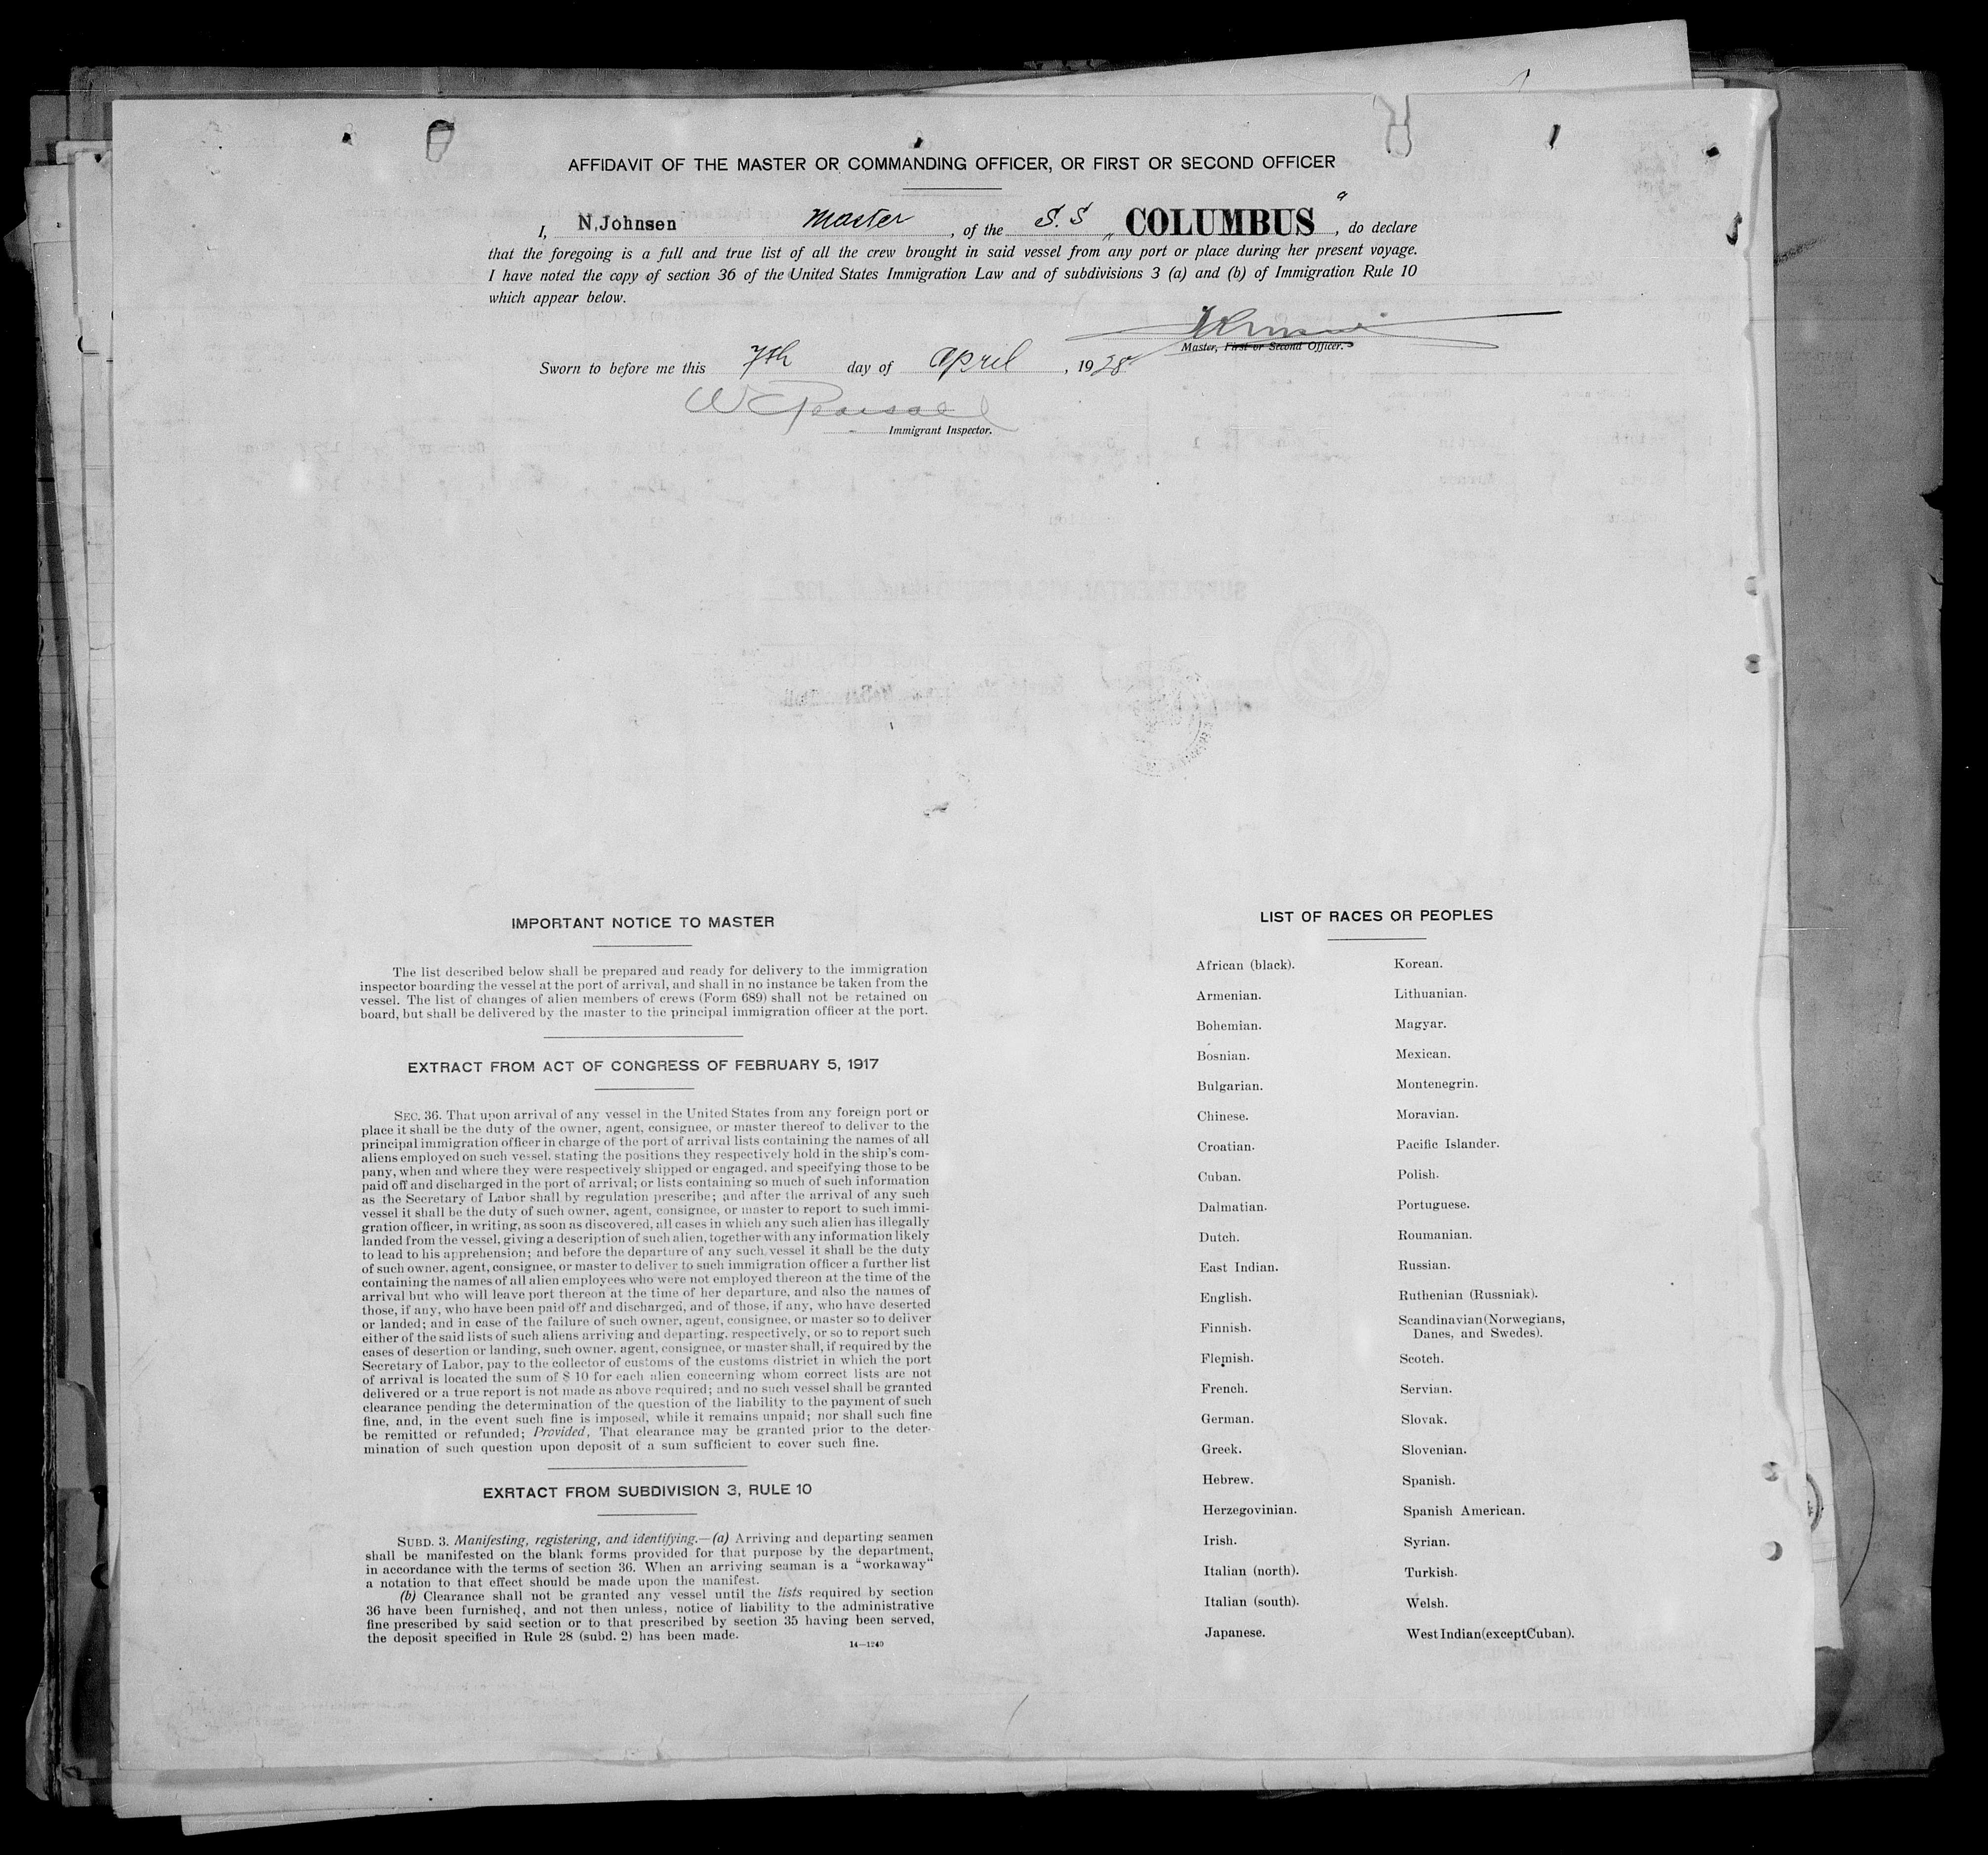 AFFIDAVIT OF THE MASTER OR COMMANDING OFFICER, OR FIRST OR SECOND OFFICER
I, N.Johnsen Master, of the S.S „COLUMBUS“, do declare
that the foregoing is a full and true list of all the crew brought in said vessel from any port or place during her present voyage.
I have noted the copy of section 36 of the United States Immigration Law and of subdivisions 3 (a) and (b) of Immigration Rule 10
which appear below.
Master, First or Second Officer.
Sworn to before me this 7th day of April, 1928
Immigrant Inspector.
IMPORTANT NOTICE TO MASTER
The list described below shall be prepared and ready for delivery to the immigration
inspector boarding the vessel at the port of arrival, and shall in no instance be taken from the
vessel. The list of changes of alien members of crews (Form 689) shall not be retained on
board, but shall be delivered by the master to the principal immigration officer at the port.
EXTRACT FROM ACT OF CONGRESS OF FEBRUARY 5, 1917
SEC. 36. That upon arrival of any vessel in the United States from any foreign port or
place it shall be the duty of the owner, agent, consignee, or master thereof to deliver to the
principal immigration officer in charge of the port of arrival lists containing the names of all
aliens employed on such vessel, stating the positions they respectively hold in the ship's com-
pany, when and where they were respectively shipped or engaged, and specifying those to be
paid off and discharged in the port of arrival; or lists containing so much of such information
as the Secretary of Labor shall by regulation prescribe; and after the arrival of any such
vessel it shall be the duty of such owner, agent, consignee, or master to report to such immi-
gration officer, in writing, as soon as discovered, all cases in which any such alien has illegally
landed from the vessel, giving a description of such alien, together with any information likely
to lead to his apprehension; and before the departure of any such vessel it shall be the duty
of such owner, agent, consignee, or master to deliver to such immigration officer a further list
containing the names of all alien employees who were not employed thereon at the time of the
arrival but who will leave port thereon at the time of her departure, and also the names of
those, if any, who have been paid off and discharged, and of those, if any, who have deserted
or landed; and in case of the failure of such owner, agent, consignee, or master so to deliver
either of the said lists of such aliens arriving and departing, respectively, or so to report such
cases of desertion or landing, such owner, agent, consignee, or master shall, if required by the
Secretary of Labor, pay to the collector of customs of the customs district in which the port
of arrival is located the sum of $ 10 for each alien concerning whom correct lists are not
delivered or a true report is not made as above required; and no such vessel shall be granted
clearance pending the determination of the question of the liability to the payment of such
fine, and, in the event such fine is imposed, while it remains unpaid; nor shall such fine
be remitted or refunded; Provided, That clearance may be granted prior to the deter-
mination of such question upon deposit of a sum sufficient to cover such fine.
EXRTACT FROM SUBDIVISION 3, RULE 10
SUBD. 3. Manifesting, registering, and identifying.—(a) Arriving and departing seamen
shall be manifested on the blank forms provided for that purpose by the department,
in accordance with the terms of section 36. When an arriving seaman is a “workaway“
a notation to that effect should be made upon the manifest.
(b) Clearance shall not be granted any vessel until the lists required by section
36 have been furnished, and not then unless, notice of liability to the administrative
fine prescribed by said section or to that prescribed by section 35 having been served,
the deposit specified in Rule 28 (subd. 2) has been made.
14—1240
LIST OF RACES OR PEOPLES
African (black).
Armenian.
Bohemian.
Bosnian.
Bulgarian.
Chinese.
Croatian.
Cuban.
Dalmatian.
Dutch.
East Indian.
English.
Finnish.
Flemish.
French.
German.
Greek.
Hebrew.
Herzegovinian.
Irish.
Italian (north).
Italian (south).
Japanese.
Korean.
Lithuanian.
Magyar.
Mexican.
Montenegrin.
Moravian.
Pacific Islander.
Polish.
Portuguese.
Roumanian.
Russian.
Ruthenian (Russniak).
Scandinavian(Norwegians,
Danes, and Swedes).
Scotch.
Servian.
Slovak.
Slovenian.
Spanish.
Spanish American.
Syrian.
Turkish.
Welsh.
West Indian(exceptCuban).